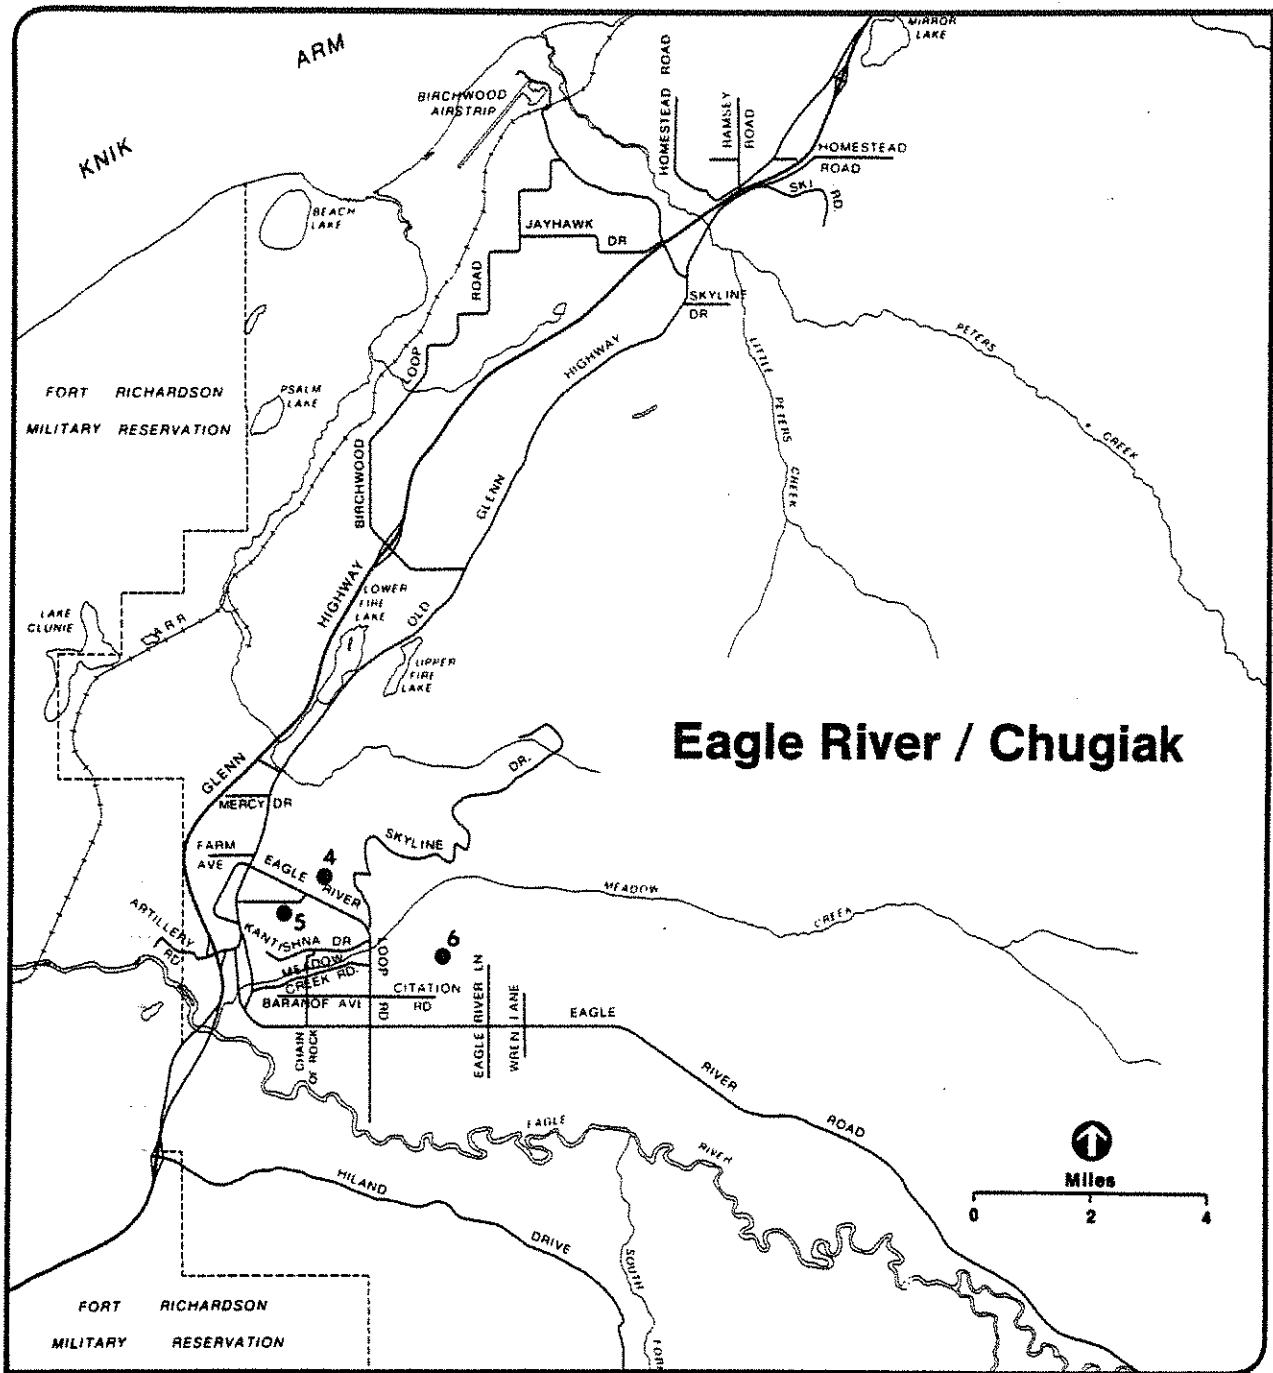 ARM
KNIK
MIRROR
LAKE
BIRCHWOOD
AIRSTRIP
HOMESTEAD ROAD
RAMSEY
ROAD
HOMESTEAD
ROAD
SKI
RD.
BEACH
LAKE
JAYHAWK
DR
ROAD
LOOP
BIRCHWOOD
SKYLINE
DR
HIGHWAY
GLENN
OLD
LITTLE
PETERS
CREEK
PETERS
CREEK
FORT RICHARDSON
MILITARY RESERVATION
PSALM
LAKE
LAKE
CLUNIE
ARR
HIGHWAY
GLENN
LOWER
FIRE
LAKE
UPPER
FIRE
LAKE
Eagle River / Chugiak
MERCY DR
FARM
AVE
SKYLINE
DR.
EAGLE
RIVER
LOOP
RD
4
5
6
ARTILLERY
RD
KANTISHNA DR
MEADOW
CREEK RD.
MEADOW
CREEK
BARANOF AVE
CITATION
RD
CHAIN
OF ROCK
EAGLE RIVER LN
WREN LANE
EAGLE
RIVER
ROAD
EAGLE
RIVER
HILAND
DRIVE
SOUTH
FORK
Miles
0 2 4
FORT RICHARDSON
MILITARY RESERVATION